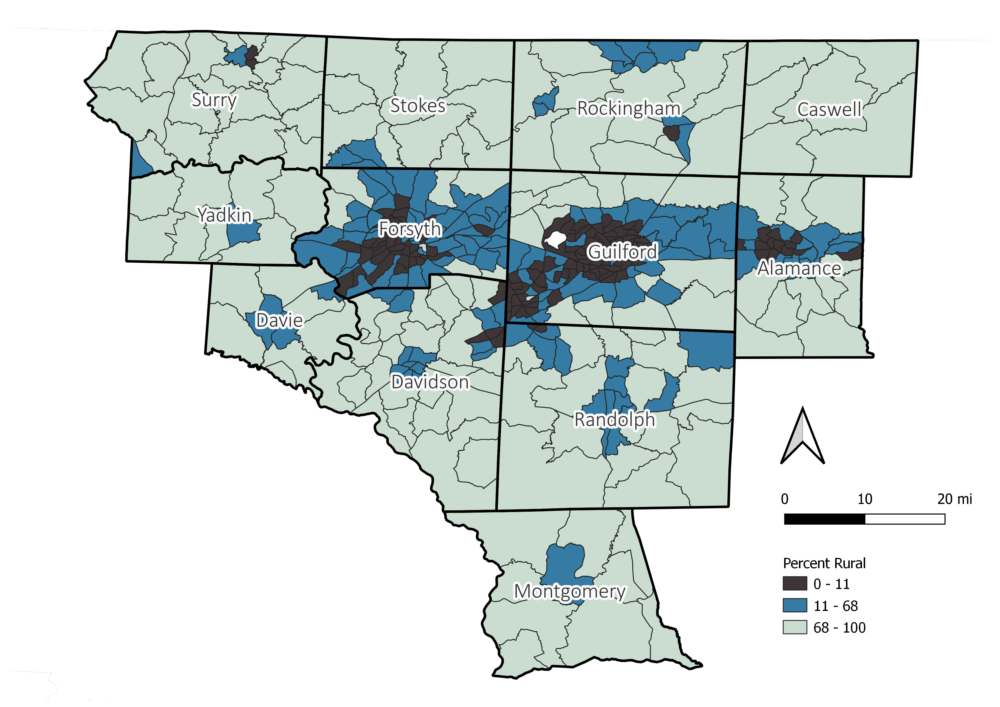 Surry
Stokes
Rockingham
Caswell
Yadkin
Forsyth
Guilford
Alamance
Davie
Davidson
Randolph
Montgomery
0 10 20 mi
Percent Rural
0 - 11
11 - 68
68 - 100